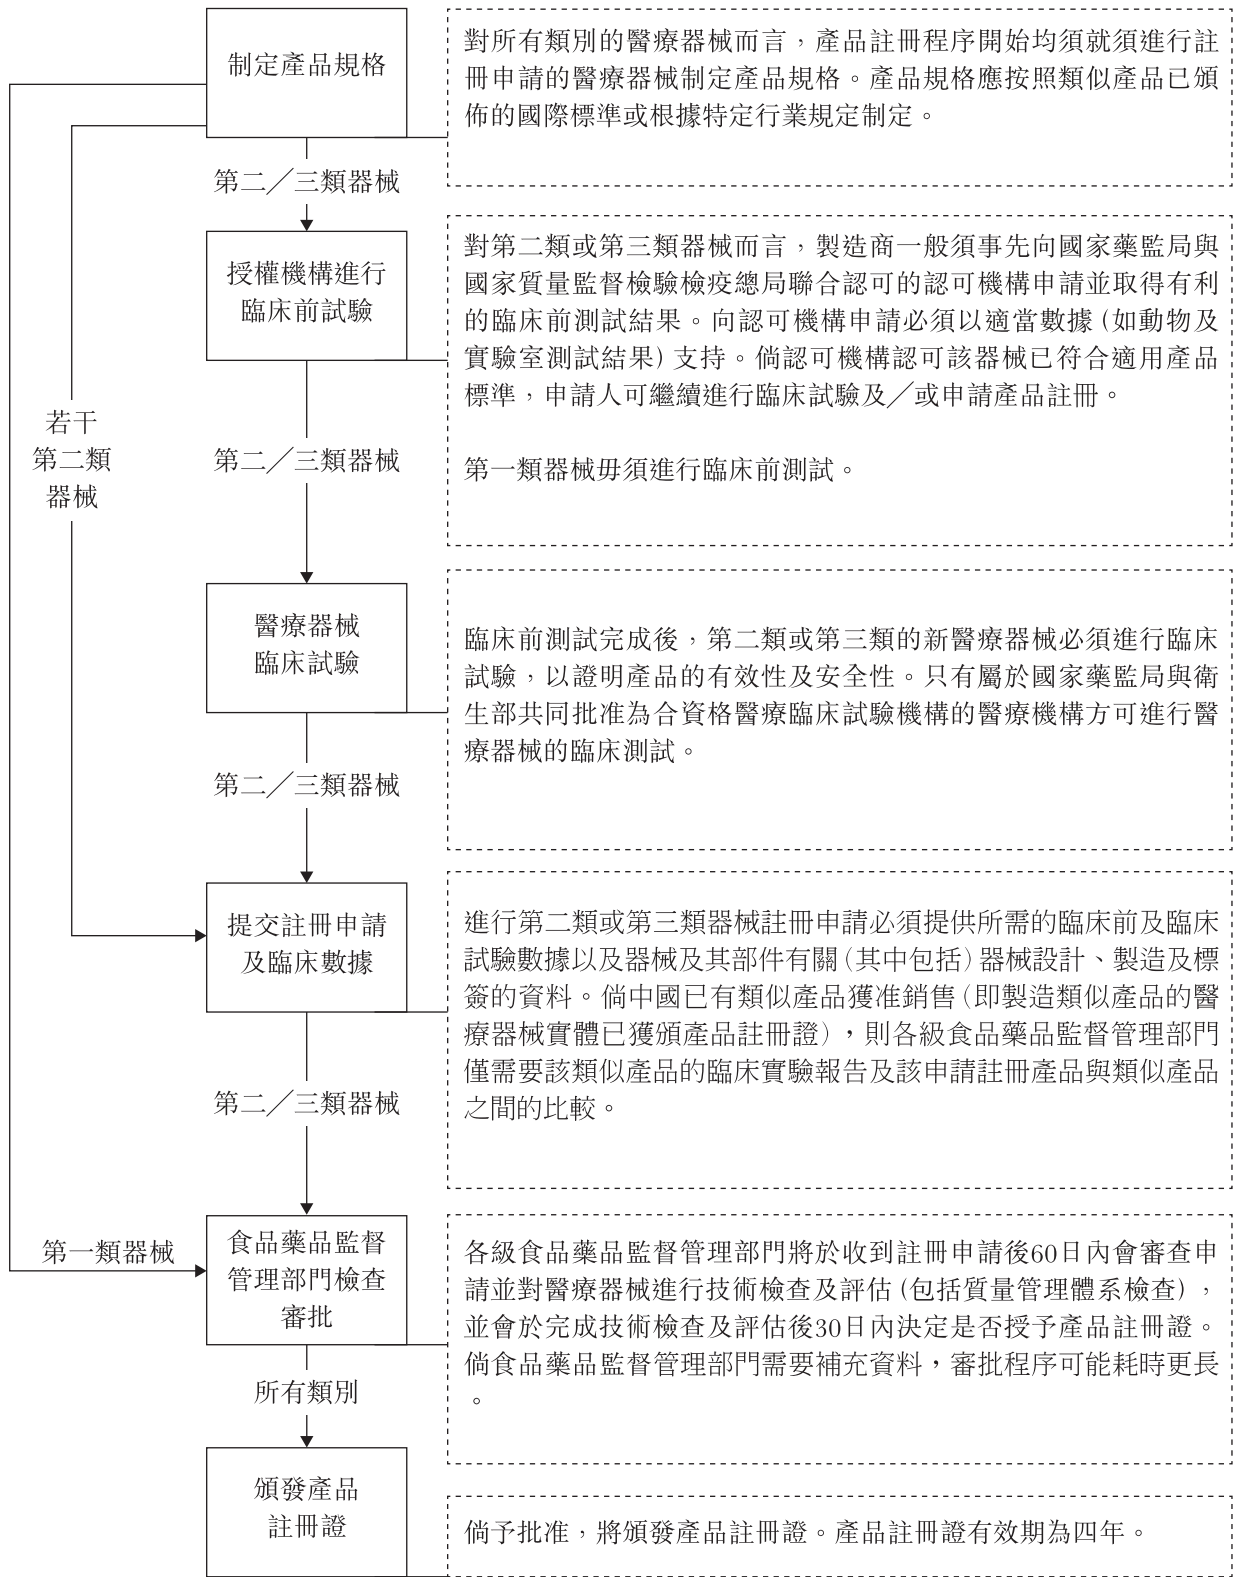 制定產品規格
對所有類別的醫療器械而言，產品註冊程序開始均須就須進行註
冊申請的醫療器械制定產品規格。產品規格應按照類似產品已頒
佈的國際標準或根據特定行業規定制定。
第二／三類器械
授權機構進行
臨床前試驗
對第二類或第三類器械而言，製造商一般須事先向國家藥監局與
國家質量監督檢驗檢疫總局聯合認可的認可機構申請並取得有利
的臨床前測試結果。向認可機構申請必須以適當數據（如動物及
實驗室測試結果）支持。倘認可機構認可該器械已符合適用產品
標準，申請人可繼續進行臨床試驗及／或申請產品註冊。
第一類器械毋須進行臨床前測試。
若干
第二類
器械
第二／三類器械
醫療器械
臨床試驗
臨床前測試完成後，第二類或第三類的新醫療器械必須進行臨床
試驗，以證明產品的有效性及安全性。只有屬於國家藥監局與衛
生部共同批准為合資格醫療臨床試驗機構的醫療機構方可進行醫
療器械的臨床測試。
第二／三類器械
提交註冊申請
及臨床數據
進行第二類或第三類器械註冊申請必須提供所需的臨床前及臨床
試驗數據以及器械及其部件有關（其中包括）器械設計、製造及標
簽的資料。倘中國已有類似產品獲准銷售（即製造類似產品的醫
療器械實體已獲頒產品註冊證），則各級食品藥品監督管理部門
僅需要該類似產品的臨床實驗報告及該申請註冊產品與類似產品
之間的比較。
第二／三類器械
第一類器械
食品藥品監督
管理部門檢查
審批
各級食品藥品監督管理部門將於收到註冊申請後60日內會審查申
請並對醫療器械進行技術檢查及評估（包括質量管理體系檢查），
並會於完成技術檢查及評估後30日內決定是否授予產品註冊證。
倘食品藥品監督管理部門需要補充資料，審批程序可能耗時更長
。
所有類別
頒發產品
註冊證
倘予批准，將頒發產品註冊證。產品註冊證有效期為四年。